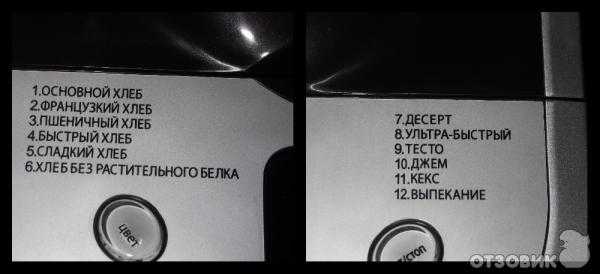 1.ОСНОВНОЙ ХЛЕБ
2.ФРАНЦУЗКИЙ ХЛЕБ
3.ПШЕНИЧНЫЙ ХЛЕБ
4.БЫСТРЫЙ ХЛЕБ
5.СЛАДКИЙ ХЛЕБ
6.ХЛЕБ БЕЗ РАСТИТЕЛЬНОГО БЕЛКА
цвет
7.ДЕСЕРТ
8.УЛЬТРА-БЫСТРЫЙ
9.ТЕСТО
10.ДЖЕМ
11.КЕКС
12.ВЫПЕКАНИЕ
/стоп
ОТЗОВИК